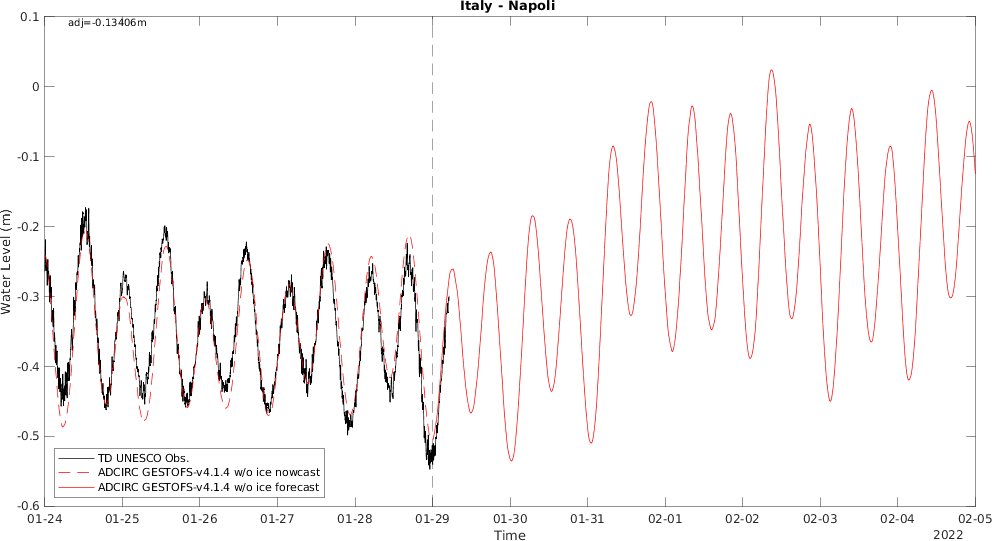 Italy - Napoli
adj=-0.13406m
0.1
0
-0.1
-0.2
-0.3
-0.4
-0.5
-0.6
Water Level (m)
TD UNESCO Obs.
ADCIRC GESTOFS-v4.1.4 w/o ice nowcast
ADCIRC GESTOFS-v4.1.4 w/o ice forecast
01-24 01-25 01-26 01-27 01-28 01-29 01-30 01-31 02-01 02-02 02-03 02-04 02-05
Time
2022